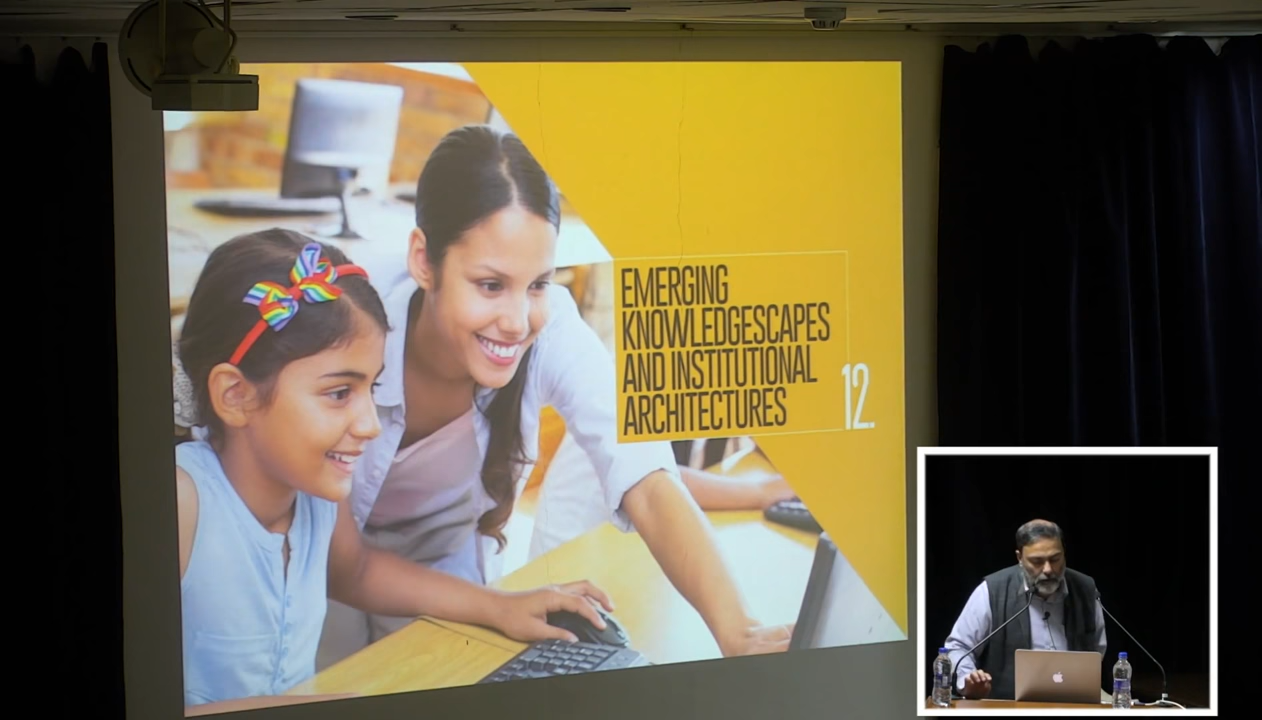 EMERGING
KNOWLEDGESCAPES
AND INSTITUTIONAL
ARCHITECTURES
12.